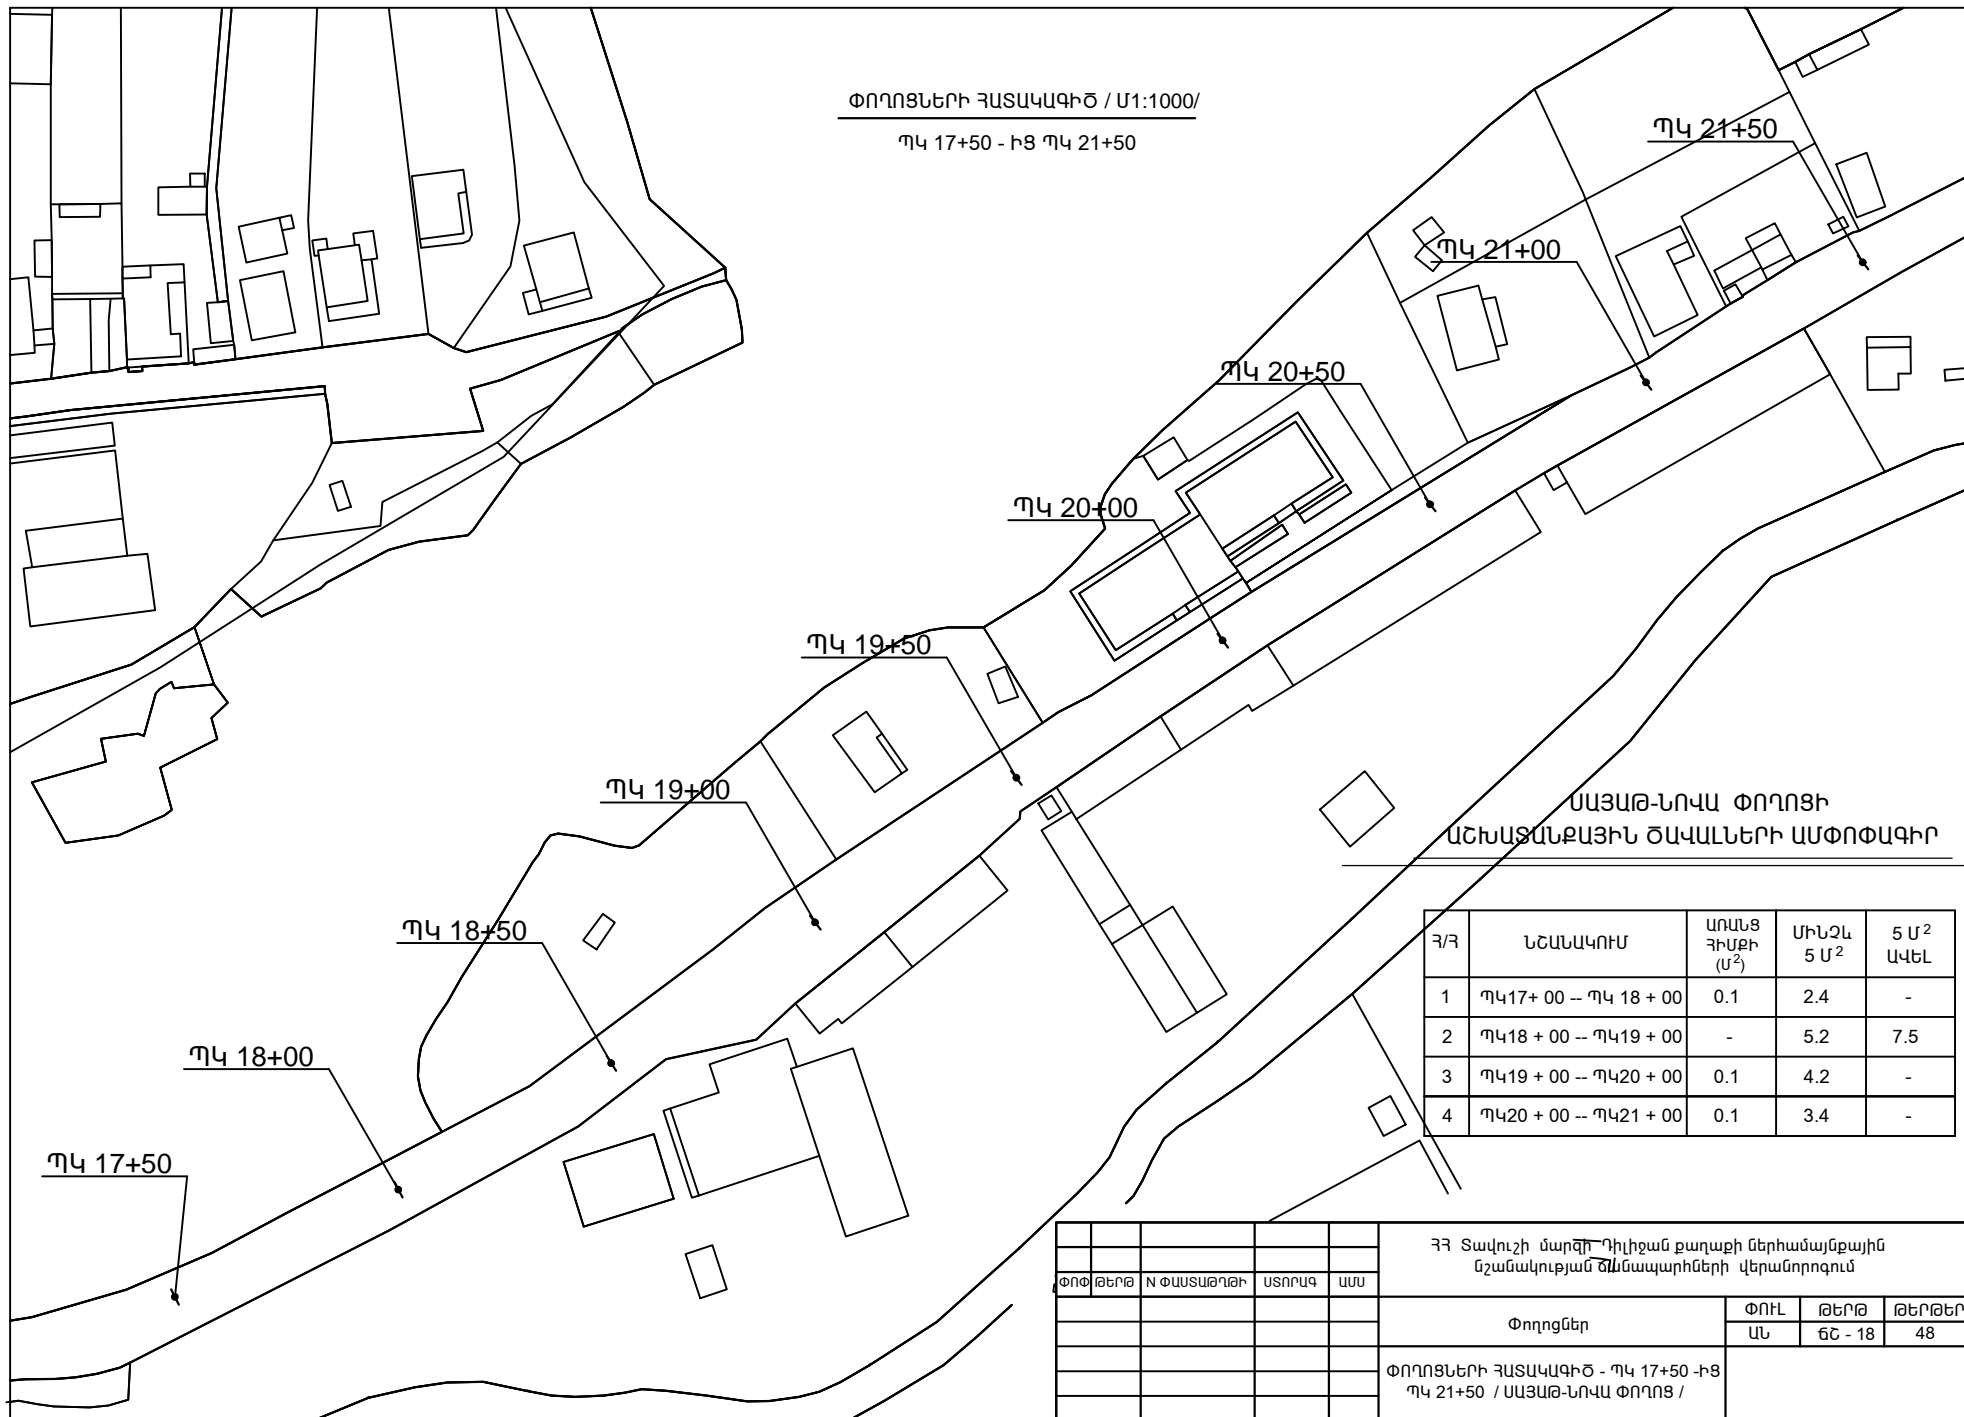 ՓՈՂՈՑՆԵՐԻ ՀԱՏԱԿԱԳԻԾ / Մ1:1000/
ՊԿ 17+50 - ԻՑ ՊԿ 21+50
ՊԿ 21+50
ՊԿ 21+00
ՊԿ 20+50
ՊԿ 20+00
ՊԿ 19+50
ՊԿ 19+00
ՊԿ 18+50
ՊԿ 18+00
ՊԿ 17+50
ՍԱՅԱԹ-ՆՈՎԱ ՓՈՂՈՑԻ
ԱՇԽԱՏԱՆՔԱՅԻՆ ԾԱՎԱԼՆԵՐԻ ԱՄՓՈՓԱԳԻՐ
Հ/Հ ՆՇԱՆԱԿՈՒՄ ԱՌԱՆՑ ՀԻՄՔԻ (Մ²) ՄԻՆՉև 5 Մ² 5 Մ² ԱՎԵԼ
1 ՊԿ17+ 00 -- ՊԿ 18 + 00 0.1 2.4 -
2 ՊԿ18 + 00 -- ՊԿ19 + 00 - 5.2 7.5
3 ՊԿ19 + 00 -- ՊԿ20 + 00 0.1 4.2 -
4 ՊԿ20 + 00 -- ՊԿ21 + 00 0.1 3.4 -
ՀՀ Տավուշի մարզի Դիլիջան քաղաքի ներհամայնքային
նշանակության ճանապարհների վերանորոգում
ՓՈՓ ԹԵՐԹ N ՓԱՍՏԱԹՂԹԻ ՍՏՈՐԱԳ ԱՄՍ
Փողոցներ
ՓՈՒԼ ԹԵՐԹ ԹԵՐԹԵՐ
ԱՆ ՃՇ - 18 48
ՓՈՂՈՑՆԵՐԻ ՀԱՏԱԿԱԳԻԾ - ՊԿ 17+50 -ԻՑ
ՊԿ 21+50 / ՍԱՅԱԹ-ՆՈՎԱ ՓՈՂՈՑ /